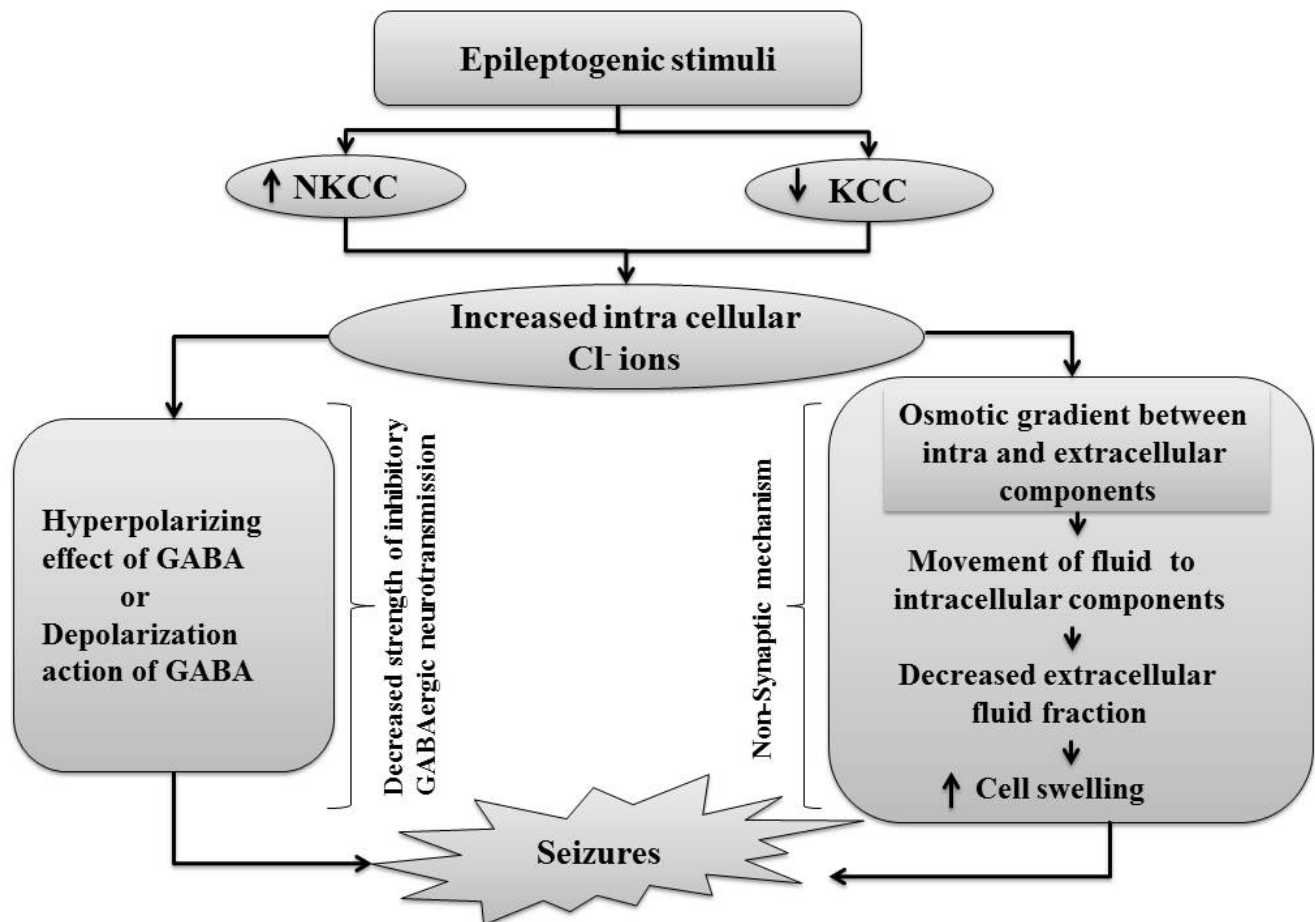 Epileptogenic stimuli
↑ NKCC
↓ KCC
Increased intra cellular
Cl⁻ ions
Hyperpolarizing
effect of GABA
or
Depolarization
action of GABA
Decreased strength of inhibitory
GABAergic neurotransmission
Non-Synaptic mechanism
Osmotic gradient between
intra and extracellular
components
Movement of fluid to
intracellular components
Decreased extracellular
fluid fraction
↑ Cell swelling
Seizures